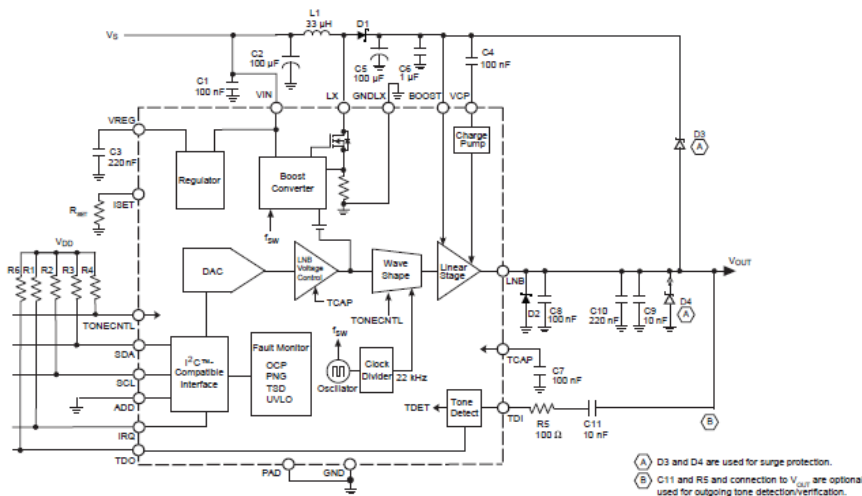 VS
L1
33 µH
D1
C2
100 µF
C1
100 nF
C5
100 µF
C6
1 µF
C4
100 nF
VIN
LX
GNDLX
BOOST
VCP
VREG
C3
220 nF
Regulator
Boost
Converter
Charge
Pump
D3
A
ISET
RSET
fSW
VDD
R6
R1
R2
R3
R4
DAC
LNB
Voltage
Control
Wave
Shape
Linear
Stage
LNB
VOUT
TCAP
TONECNTL
D2
C8
100 nF
C10
220 nF
C9
10 nF
D4
A
TONECNTL
SDA
SCL
ADD
IRQ
TDO
I²C™-
Compatible
Interface
Fault Monitor
OCP
PNG
TSD
UVLO
fSW
Oscillator
Clock
Divider
22 kHz
TCAP
C7
100 nF
TDET
Tone
Detect
TDI
R5
100 Ω
C11
10 nF
B
PAD
GND
A D3 and D4 are used for surge protection.
B C11 and R5 and connection to VOUT are optional
used for outgoing tone detection/verification.